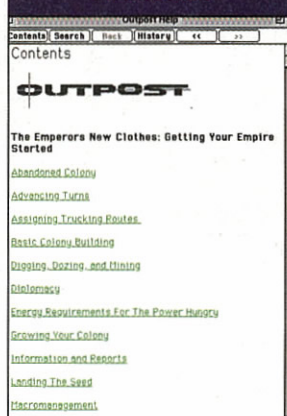 Outpost Help
Contents Search Back History << >>
Contents
OUTPOST
The Emperors New Clothes: Getting Your Empire
Started
Abandoned Colony
Advancing Turns
Assigning Trucking Routes
Basic Colony Building
Digging, Dozing, and Mining
Diplomacy
Energy Requirements For The Power Hungry
Growing Your Colony
Information and Reports
Landing The Seed
Macromanagement